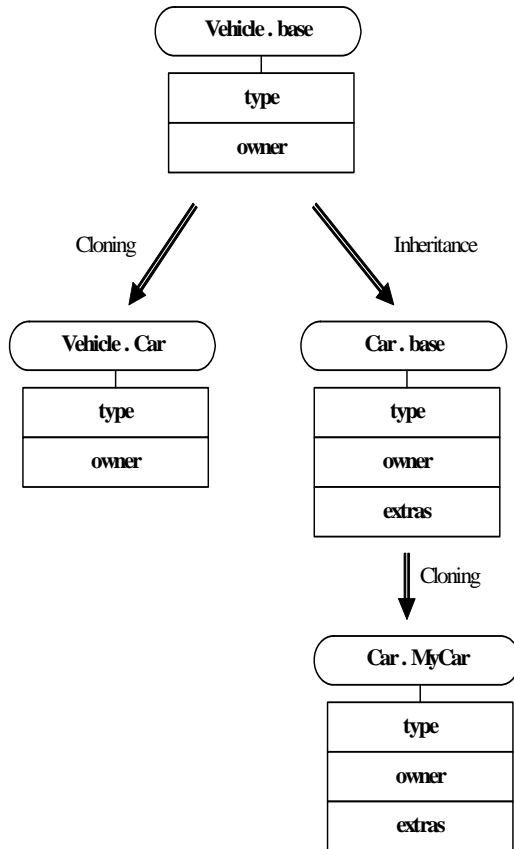 Vehicle . base
type
owner
Cloning
Inheritance
Vehicle . Car
type
owner
Car . base
type
owner
extras
Cloning
Car . MyCar
type
owner
extras